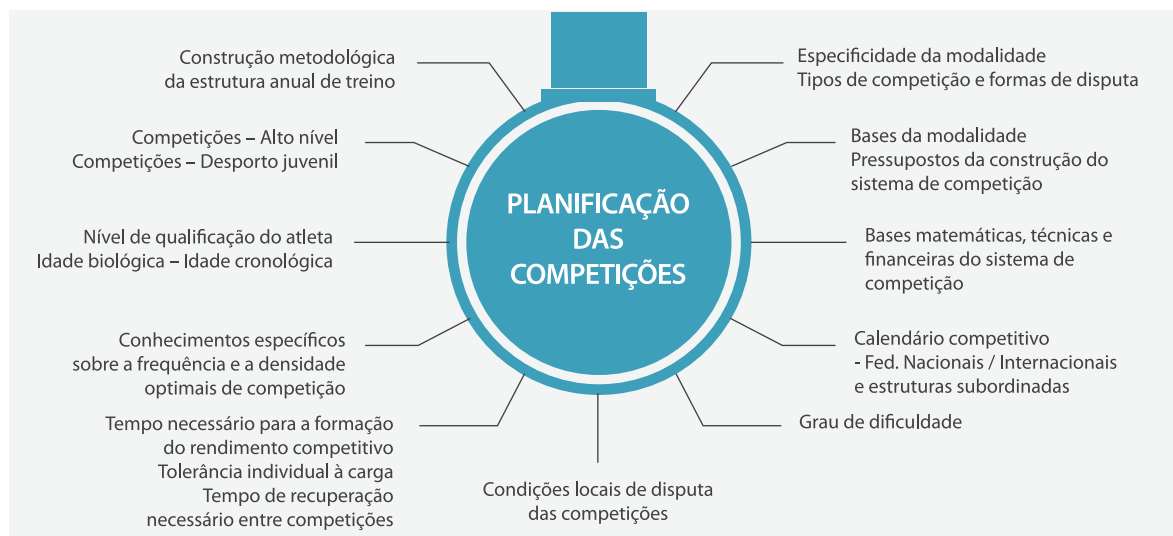 Construção metodológica
da estrutura anual de treino
Competições – Alto nível
Competições – Desporto juvenil
Nível de qualificação do atleta
Idade biológica – Idade cronológica
Conhecimentos específicos
sobre a frequência e a densidade
optimais de competição
Tempo necessário para a formação
do rendimento competitivo
Tolerância individual à carga
Tempo de recuperação
necessário entre competições
PLANIFICAÇÃO
DAS
COMPETIÇÕES
Condições locais de disputa
das competições
Especificidade da modalidade
Tipos de competição e formas de disputa
Bases da modalidade
Pressupostos da construção do
sistema de competição
Bases matemáticas, técnicas e
financeiras do sistema de
competição
Calendário competitivo
- Fed. Nacionais / Internacionais
e estruturas subordinadas
Grau de dificuldade